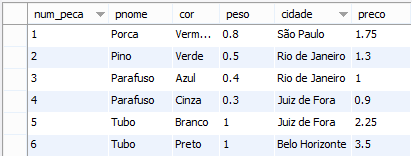 num_peca pnome cor peso cidade preco
1 Porca Verm... 0.8 São Paulo 1.75
2 Pino Verde 0.5 Rio de Janeiro 1.3
3 Parafuso Azul 0.4 Rio de Janeiro 1
4 Parafuso Cinza 0.3 Juiz de Fora 0.9
5 Tubo Branco 1 Juiz de Fora 2.25
6 Tubo Preto 1 Belo Horizonte 3.5